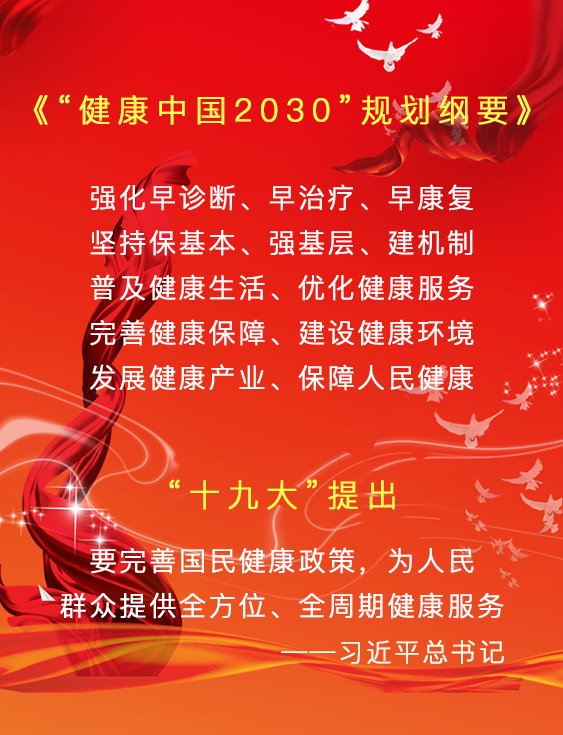 《“健康中国2030”规划纲要》
强化早诊断、早治疗、早康复
坚持保基本、强基层、建机制
普及健康生活、优化健康服务
完善健康保障、建设健康环境
发展健康产业、保障人民健康
“十九大”提出
要完善国民健康政策，为人民
群众提供全方位、全周期健康服务
——习近平总书记